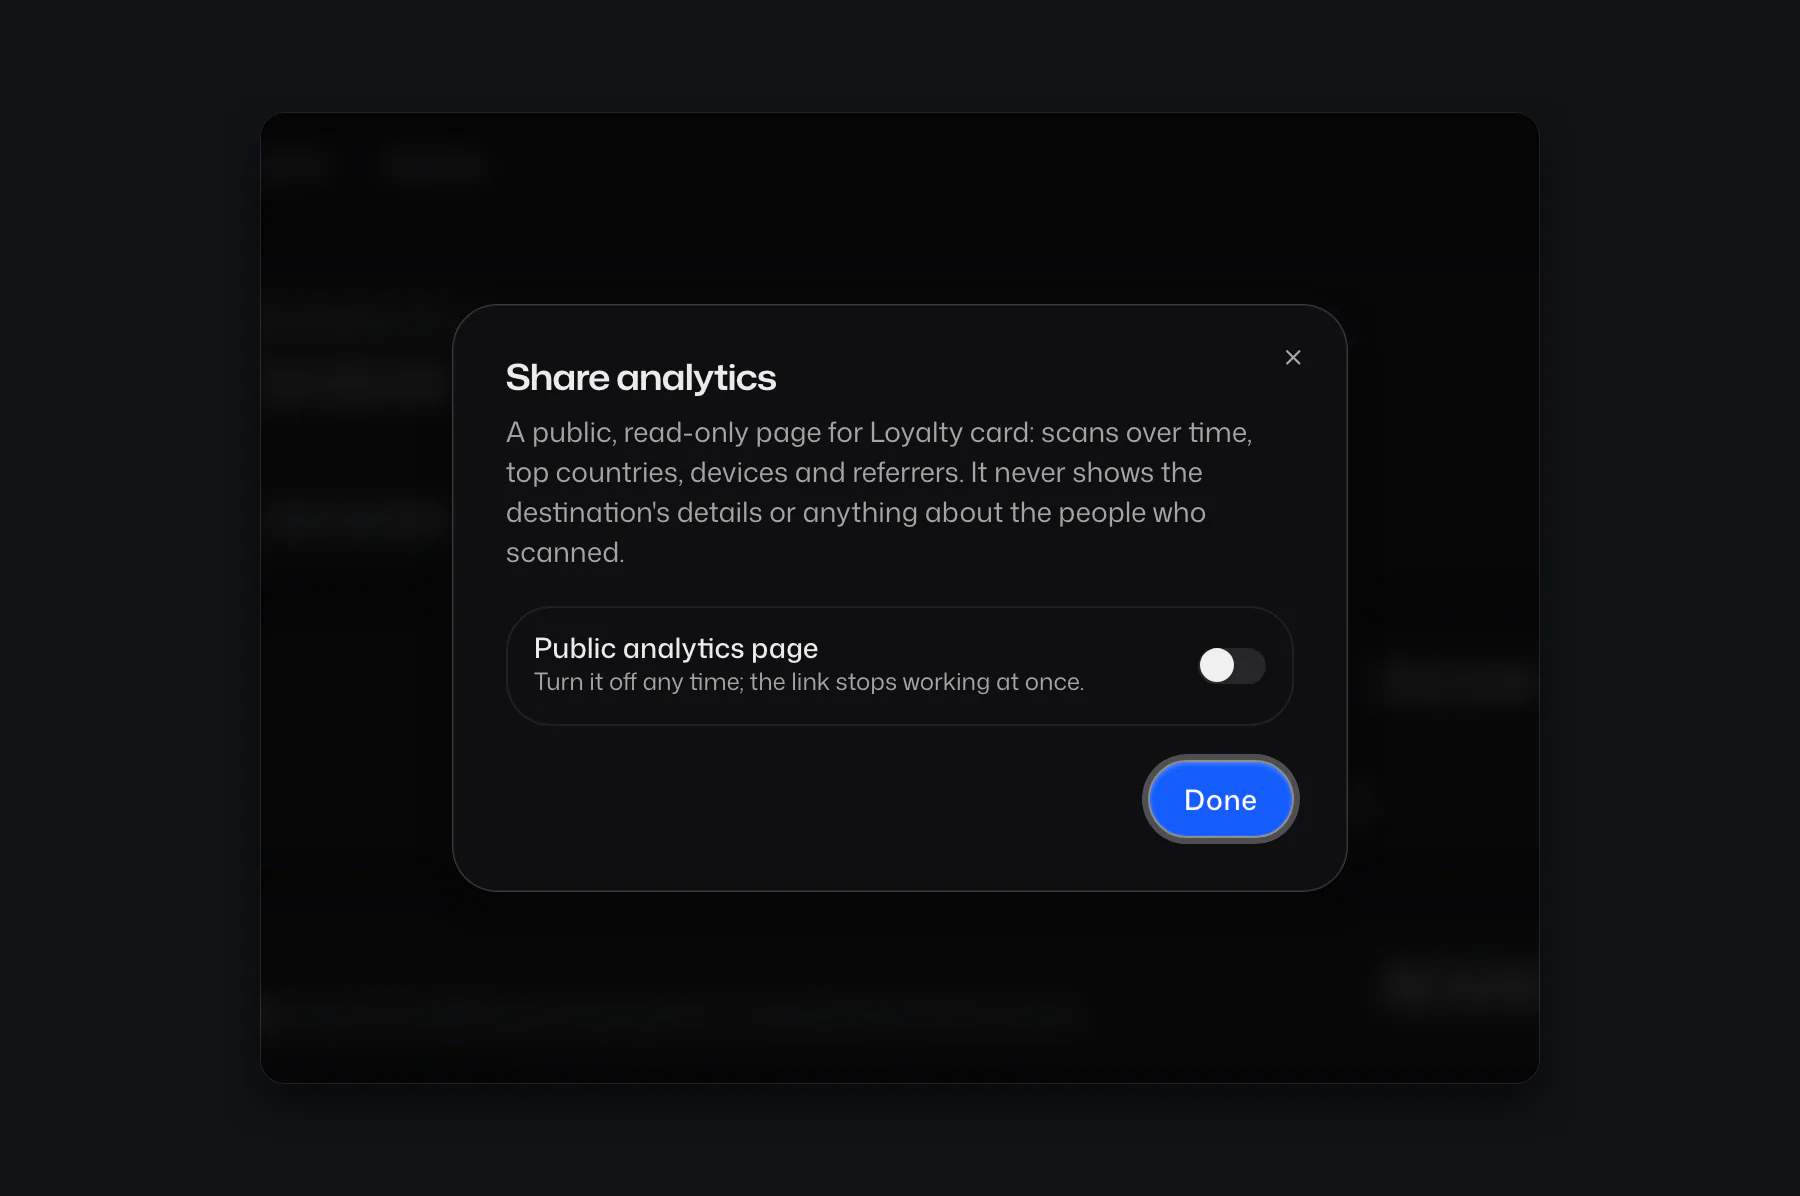 Share analytics
A public, read-only page for Loyalty card: scans over time,
top countries, devices and referrers. It never shows the
destination's details or anything about the people who
scanned.
Public analytics page
Turn it off any time; the link stops working at once.
Done